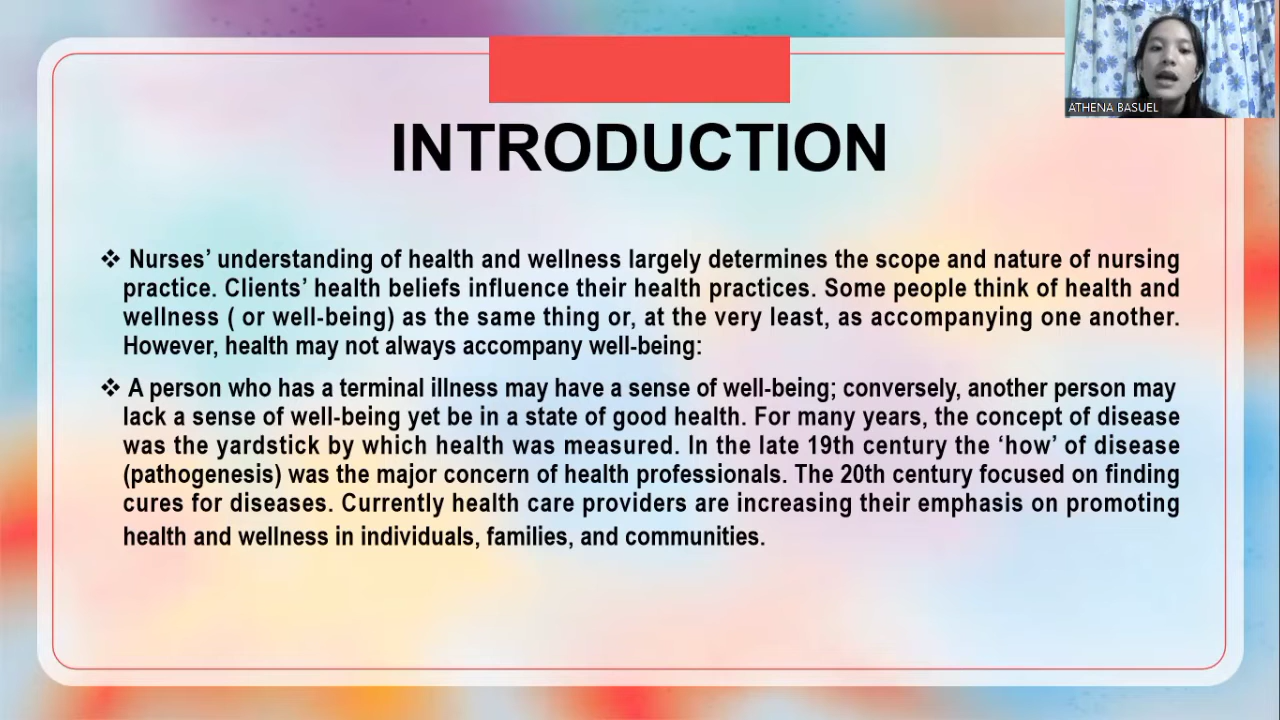 ATHENA BASUEL
INTRODUCTION
❖ Nurses’ understanding of health and wellness largely determines the scope and nature of nursing
practice. Clients’ health beliefs influence their health practices. Some people think of health and
wellness ( or well-being) as the same thing or, at the very least, as accompanying one another.
However, health may not always accompany well-being:
❖ A person who has a terminal illness may have a sense of well-being; conversely, another person may
lack a sense of well-being yet be in a state of good health. For many years, the concept of disease
was the yardstick by which health was measured. In the late 19th century the ‘how’ of disease
(pathogenesis) was the major concern of health professionals. The 20th century focused on finding
cures for diseases. Currently health care providers are increasing their emphasis on promoting
health and wellness in individuals, families, and communities.